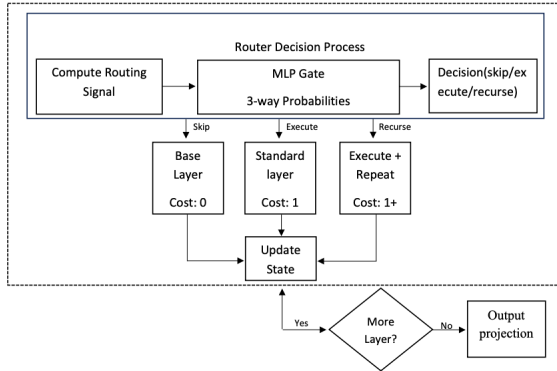 Router Decision Process
Compute Routing
Signal
MLP Gate
3-way Probabilities
Decision(skip/ex
ecute/recurse)
Skip
Execute
Recurse
Base
Layer
Cost: 0
Standard
layer
Cost: 1
Execute +
Repeat
Cost: 1+
Update
State
Yes
More
Layer?
No
Output
projection